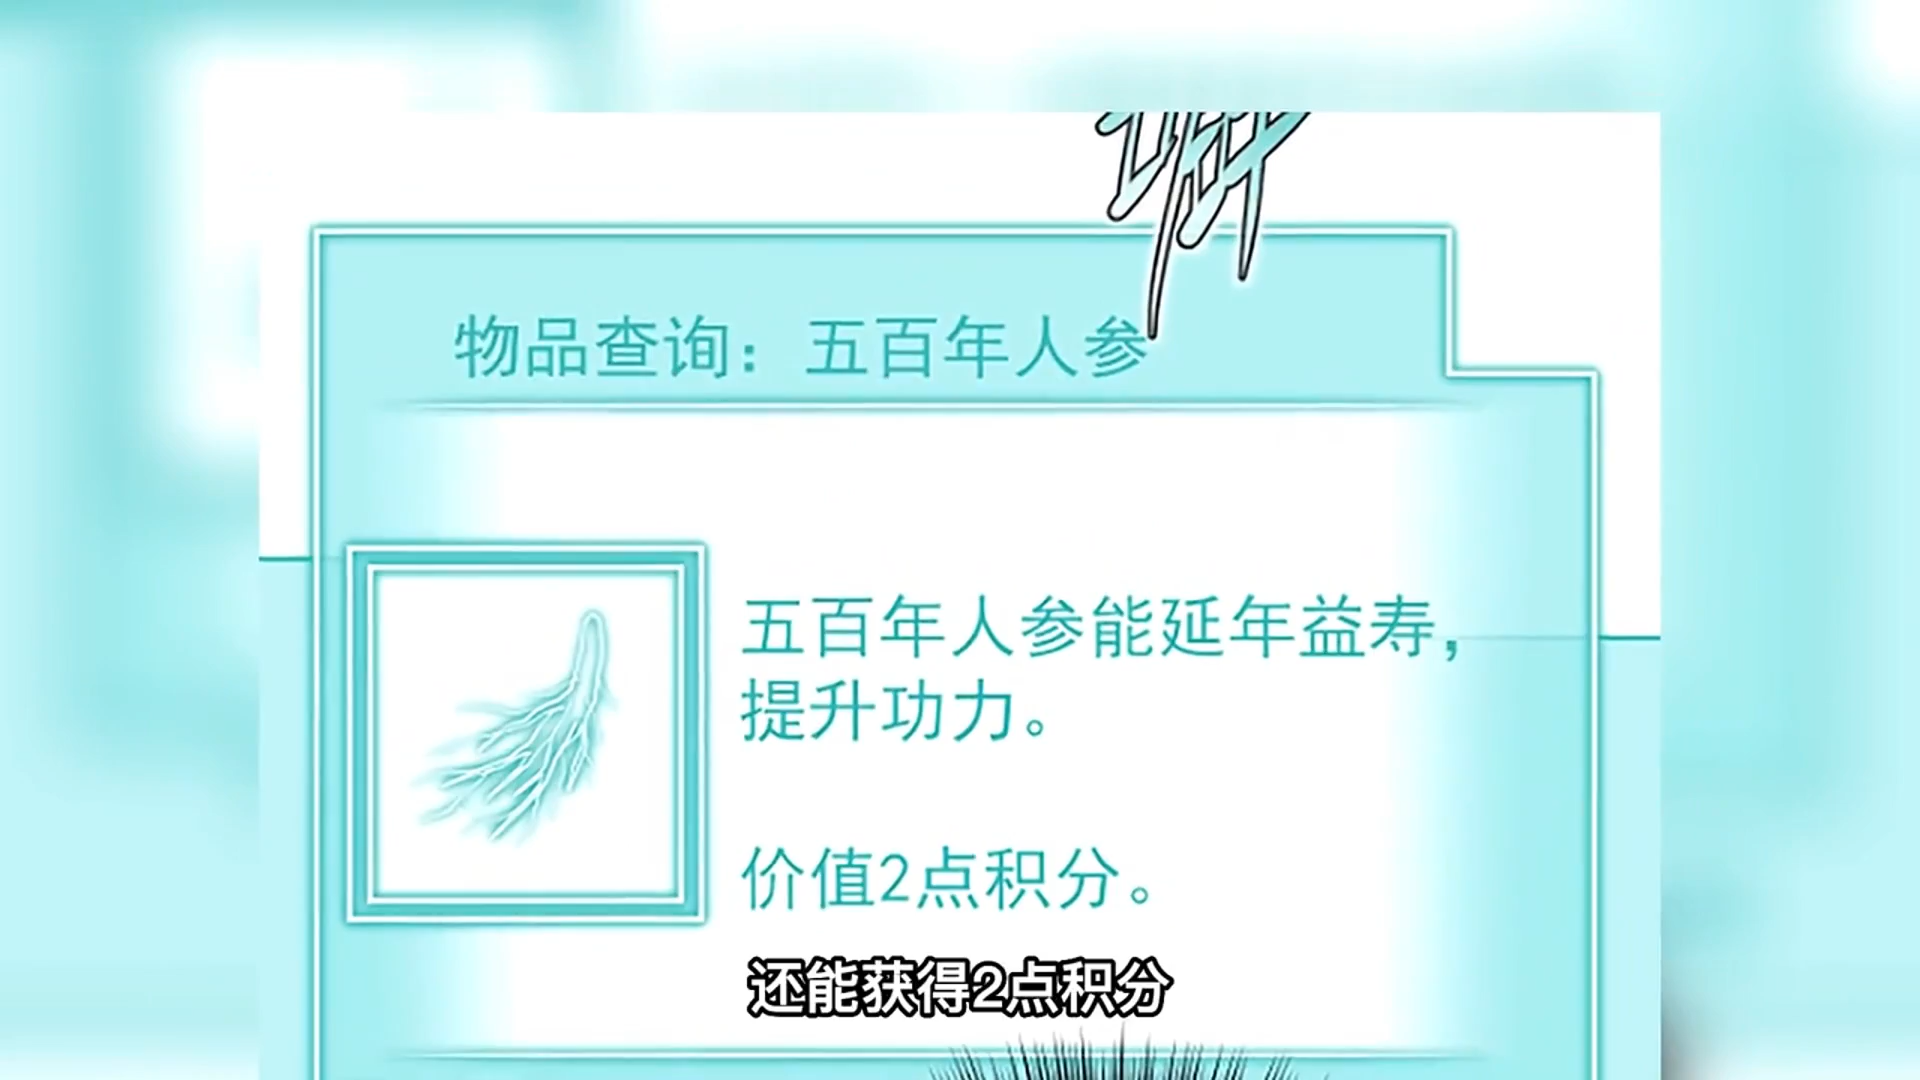 物品查询：五百年人参
五百年人参能延年益寿，
提升功力。
价值2点积分。
还能获得2点积分